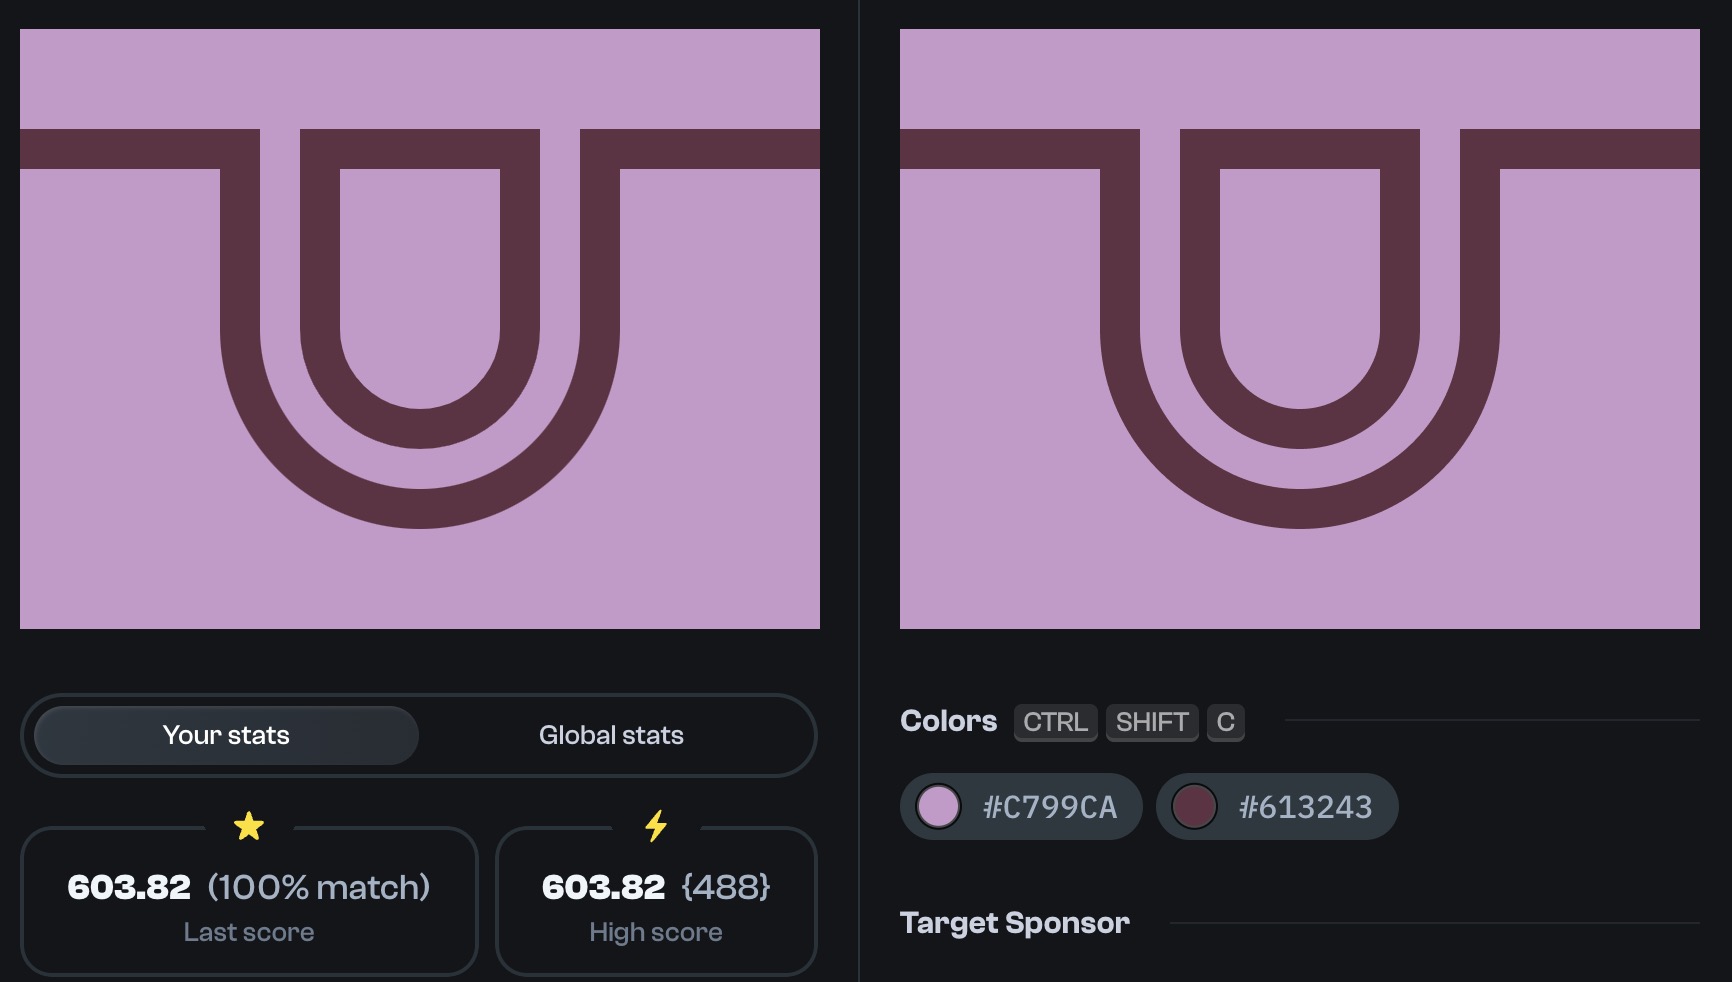 Your stats
Global stats
603.82 (100% match)
Last score
603.82 {488}
High score
Colors CTRL SHIFT C
#C799CA
#613243
Target Sponsor